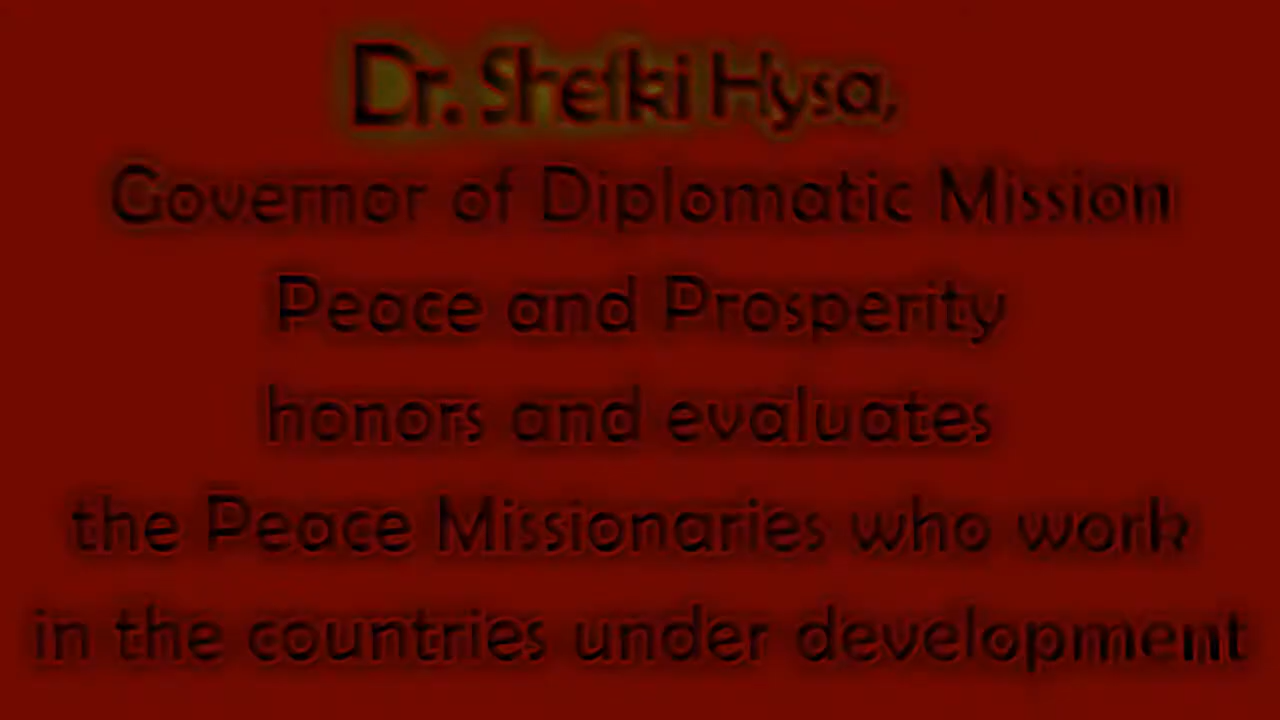 Dr. Shefki Hysa,
Governor of Diplomatic Mission
Peace and Prosperity
honors and evaluates
the Peace Missionaries who work
in the countries under development